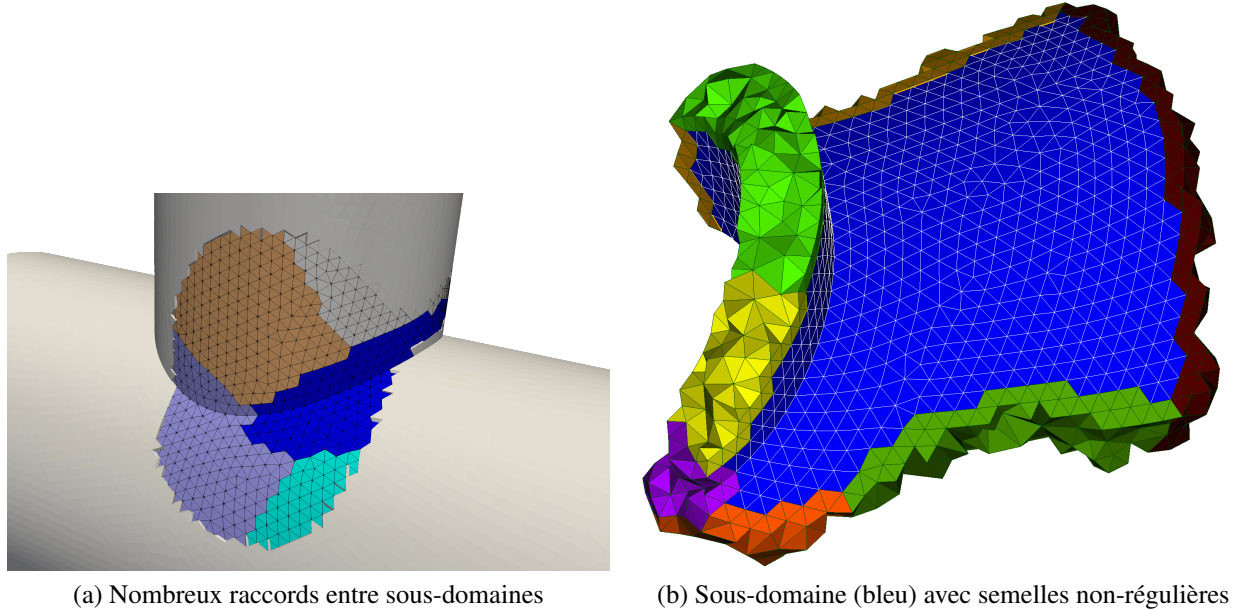 (a) Nombreux raccords entre sous-domaines
(b) Sous-domaine (bleu) avec semelles non-régulières